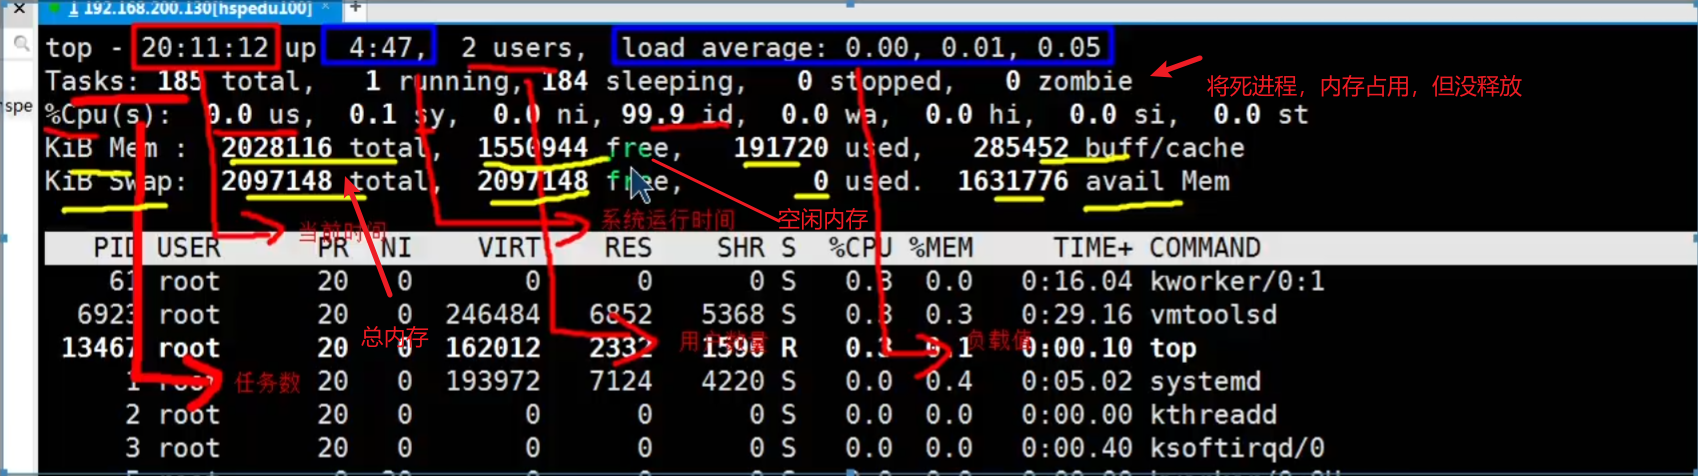 1 192.168.200.130[hspedu100] × +
top - 20:11:12 up 4:47, 2 users, load average: 0.00, 0.01, 0.05
Tasks: 185 total, 1 running, 184 sleeping, 0 stopped, 0 zombie
将死进程，内存占用，但没释放
nspe
%Cpu(s): 0.0 us, 0.1 sy, 0.0 ni, 99.9 id, 0.0 wa, 0.0 hi, 0.0 si, 0.0 st
KiB Mem : 2028116 total, 1550944 free, 191720 used, 285452 buff/cache
KiB Swap: 2097148 total, 2097148 free, 0 used. 1631776 avail Mem
当前时间 系统运行时间 空闲内存
PID USER PR NI VIRT RES SHR S %CPU %MEM TIME+ COMMAND
61 root 20 0 0 0 0 S 0.3 0.0 0:16.04 kworker/0:1
6923 root 20 0 246484 6852 5368 S 0.3 0.3 0:29.16 vmtoolsd
总内存 用户数量 负载值
13467 root 20 0 162012 2332 1596 R 0.3 0.1 0:00.10 top
任务数
1 root 20 0 193972 7124 4220 S 0.0 0.4 0:05.02 systemd
2 root 20 0 0 0 0 S 0.0 0.0 0:00.00 kthreadd
3 root 20 0 0 0 0 S 0.0 0.0 0:00.40 ksoftirqd/0